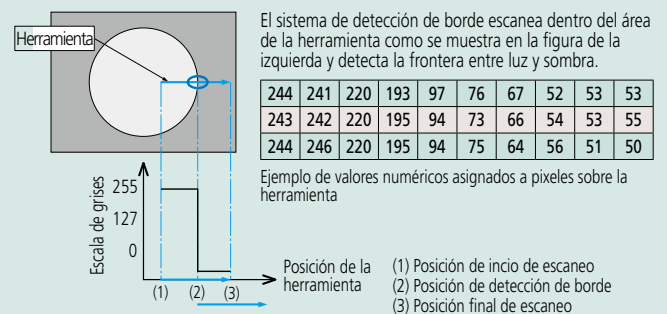 Herramienta
El sistema de detección de borde escanea dentro del área
de la herramienta como se muestra en la figura de la
izquierda y detecta la frontera entre luz y sombra.
244 241 220 193 97 76 67 52 53 53
243 242 220 195 94 73 66 54 53 55
244 246 220 195 94 75 64 56 51 50
Ejemplo de valores numéricos asignados a pixeles sobre la
herramienta
Escala de grises
255
127
0
(1) (2) (3)
Posición de la
herramienta
(1) Posición de incio de escaneo
(2) Posición de detección de borde
(3) Posición final de escaneo